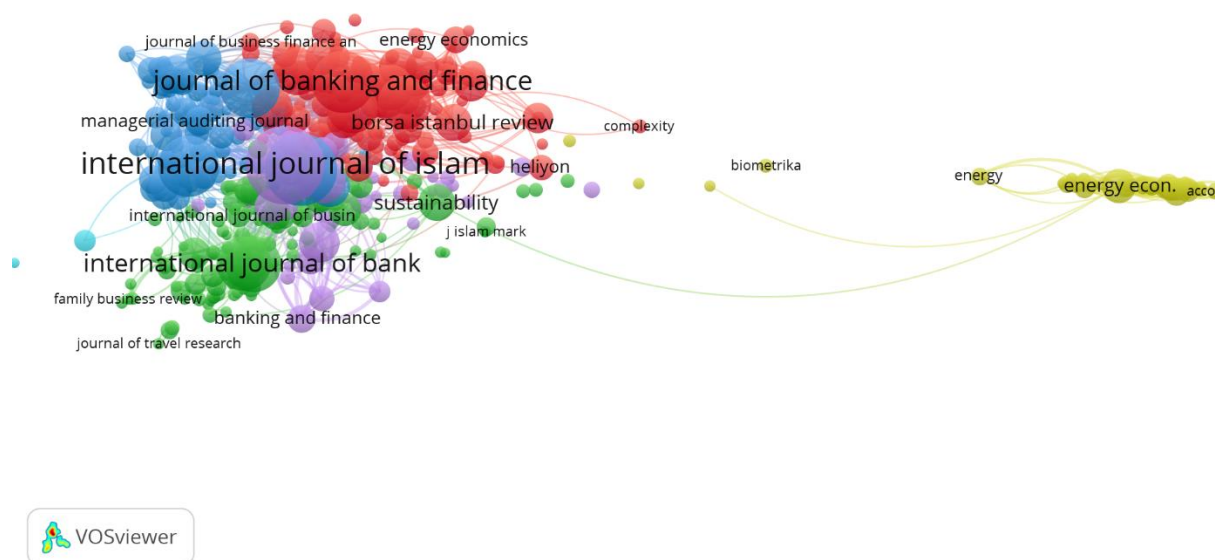 journal of business finance an
energy economics
journal of banking and finance
managerial auditing journal
borsa istanbul review
complexity
international journal of islam
heliyon
biometrika
energy
energy econ.
acco
international journal of busin
sustainability
j islam mark
international journal of bank
family business review
banking and finance
journal of travel research
VOSviewer